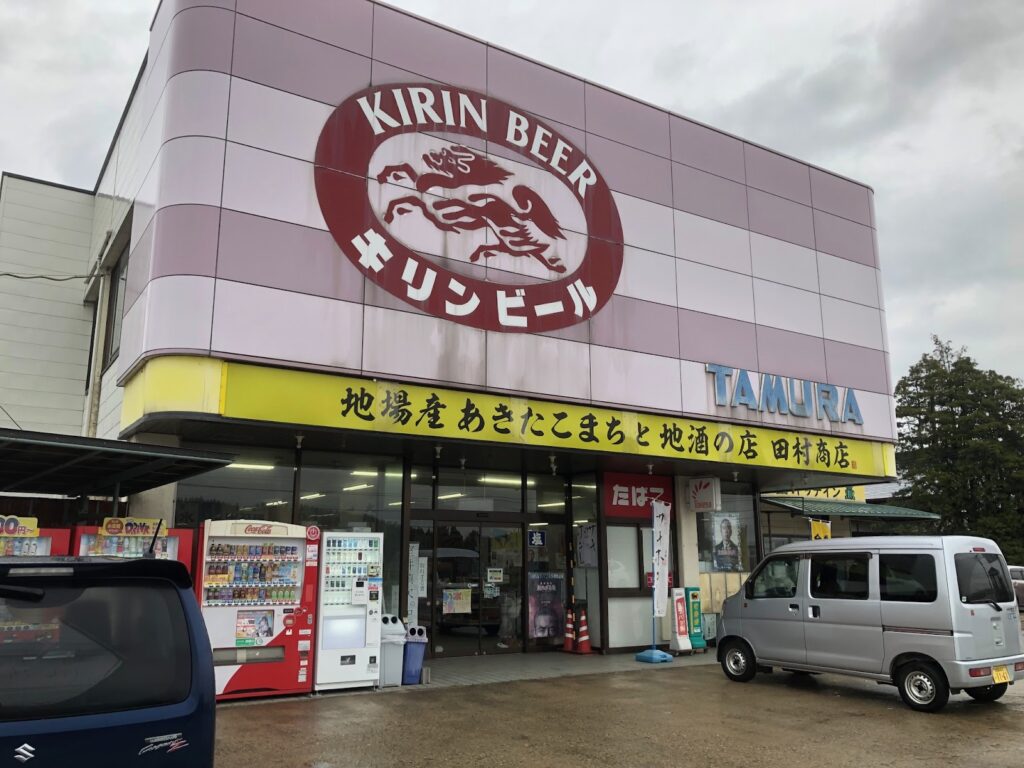 KIRIN BEER
キリンビール
TAMURA
地場産 あきたこまちと地酒の店 田村商店
たばこ
塩
Coca-Cola